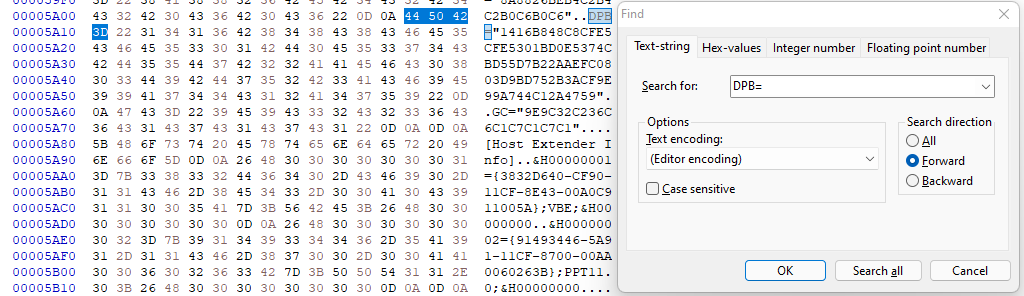 00005A00 43 32 42 30 43 36 42 30 43 36 22 0D 0A 44 50 42 C2B0C6B0C6"..DPB
00005A10 3D 22 31 34 31 36 42 38 34 38 43 38 43 46 45 35 ="1416B848C8CFE5
00005A20 43 46 45 35 33 30 31 42 44 30 45 35 33 37 34 43 CFE5301BD0E5374C
00005A30 42 44 35 35 44 37 42 32 32 41 41 45 46 43 30 38 BD55D7B22AAEFC08
00005A40 30 33 44 39 42 44 37 35 32 42 33 41 43 46 39 45 03D9BD752B3ACF9E
00005A50 39 39 41 37 34 34 43 31 32 41 34 37 35 39 22 0D 99A744C12A4759".
00005A60 0A 47 43 3D 22 39 45 39 43 33 32 43 32 33 36 43 .GC="9E9C32C236C
00005A70 36 43 31 43 37 43 31 43 37 43 31 22 0D 0A 0D 0A 6C1C7C1C7C1"....
00005A80 5B 48 6F 73 74 20 45 78 74 65 6E 64 65 72 20 49 [Host Extender I
00005A90 6E 66 6F 5D 0D 0A 26 48 30 30 30 30 30 30 30 31 nfo]..&H00000001
00005AA0 3D 7B 33 38 33 32 44 36 34 30 2D 43 46 39 30 2D ={3832D640-CF90-
00005AB0 31 31 43 46 2D 38 45 34 33 2D 30 30 41 30 43 39 11CF-8E43-00A0C9
00005AC0 31 31 30 30 35 41 7D 3B 56 42 45 3B 26 48 30 30 11005A};VBE;&H00
00005AD0 30 30 30 30 30 30 0D 0A 26 48 30 30 30 30 30 30 000000..&H000000
00005AE0 30 32 3D 7B 39 31 34 39 33 34 34 36 2D 35 41 39 02={91493446-5A9
00005AF0 31 2D 31 31 43 46 2D 38 37 30 30 2D 30 30 41 41 1-11CF-8700-00AA
00005B00 30 30 36 30 32 36 33 42 7D 3B 50 50 54 31 31 2E 0060263B};PPT11.
00005B10 30 3B 26 48 30 30 30 30 30 30 30 30 0D 0A 0D 0A 0;&H00000000....
Find
Text-string Hex-values Integer number Floating point number
Search for: DPB=
Options
Text encoding:
(Editor encoding)
Case sensitive
Search direction
All
Forward
Backward
OK Search all Cancel